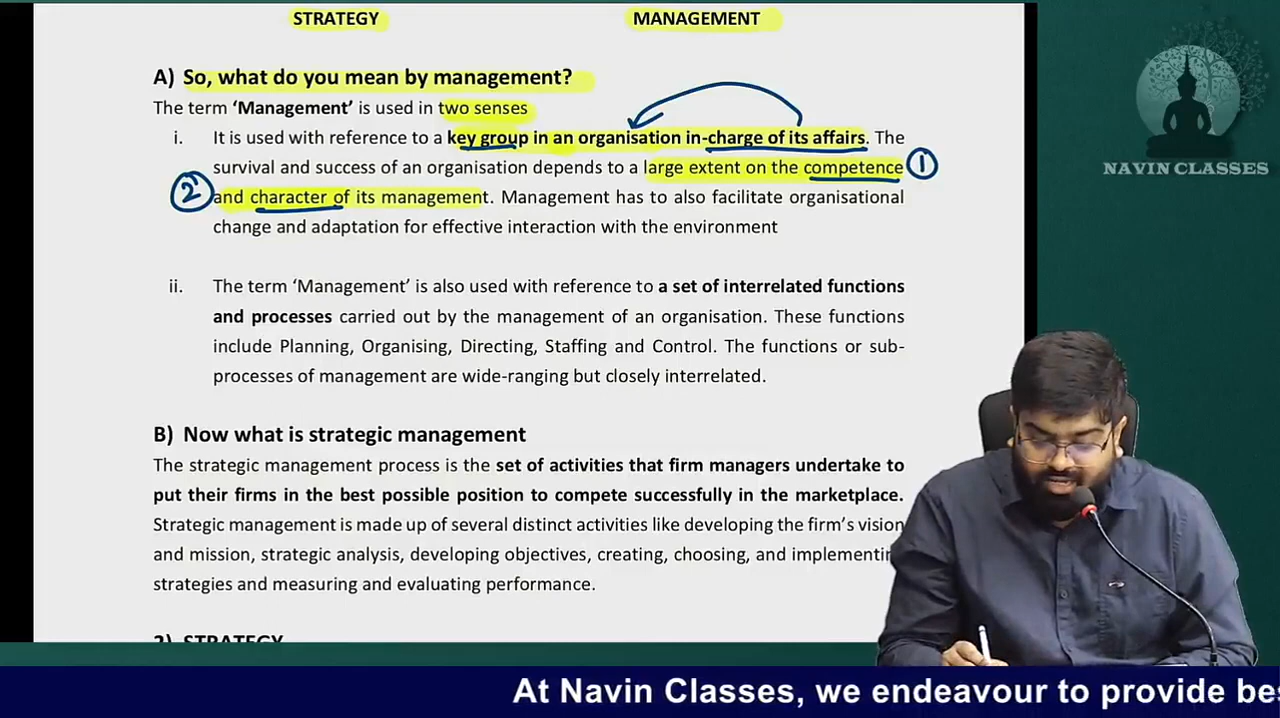 STRATEGY MANAGEMENT
A) So, what do you mean by management?
The term ‘Management’ is used in two senses
i. It is used with reference to a key group in an organisation in-charge of its affairs. The
survival and success of an organisation depends to a large extent on the competence ①
② and character of its management. Management has to also facilitate organisational
change and adaptation for effective interaction with the environment
ii. The term ‘Management’ is also used with reference to a set of interrelated functions
and processes carried out by the management of an organisation. These functions
include Planning, Organising, Directing, Staffing and Control. The functions or sub-
processes of management are wide-ranging but closely interrelated.
B) Now what is strategic management
The strategic management process is the set of activities that firm managers undertake to
put their firms in the best possible position to compete successfully in the marketplace.
Strategic management is made up of several distinct activities like developing the firm’s vision
and mission, strategic analysis, developing objectives, creating, choosing, and
strategies and measuring and evaluating performance.
2) STRATEGY
NAVIN CLASSES
At Navin Classes, we endeavour to provide